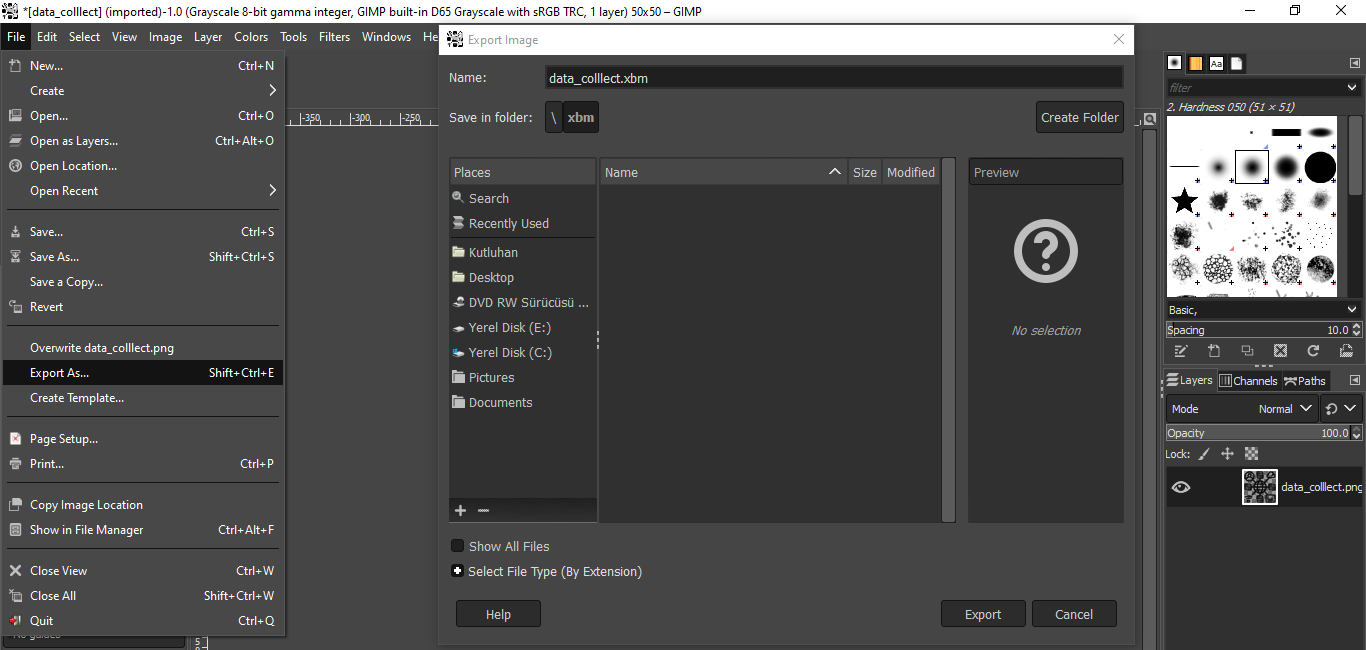 *[data_colllect] (imported)-1.0 (Grayscale 8-bit gamma integer, GIMP built-in D65 Grayscale with sRGB TRC, 1 layer) 50x50 – GIMP
File Edit Select View Image Layer Colors Tools Filters Windows He
New... Ctrl+N
Create
Open... Ctrl+O
Open as Layers... Ctrl+Alt+O
Open Location...
Open Recent
Save... Ctrl+S
Save As... Shift+Ctrl+S
Save a Copy...
Revert
Overwrite data_colllect.png
Export As... Shift+Ctrl+E
Create Template...
Page Setup...
Print... Ctrl+P
Copy Image Location
Show in File Manager Ctrl+Alt+F
Close View Ctrl+W
Close All Shift+Ctrl+W
Quit Ctrl+Q
-350 -300 -250
5
Export Image
Name: data_colllect.xbm
Save in folder: \ xbm Create Folder
Places
Search
Recently Used
Kutluhan
Desktop
DVD RW Sürücüsü ...
Yerel Disk (E:)
Yerel Disk (C:)
Pictures
Documents
Name Size Modified
Preview
No selection
Show All Files
Select File Type (By Extension)
Help Export Cancel
Aa
filter
2. Hardness 050 (51 × 51)
Basic,
Spacing 10.0
Layers Channels Paths
Mode Normal
Opacity 100.0
Lock:
data_colllect.png